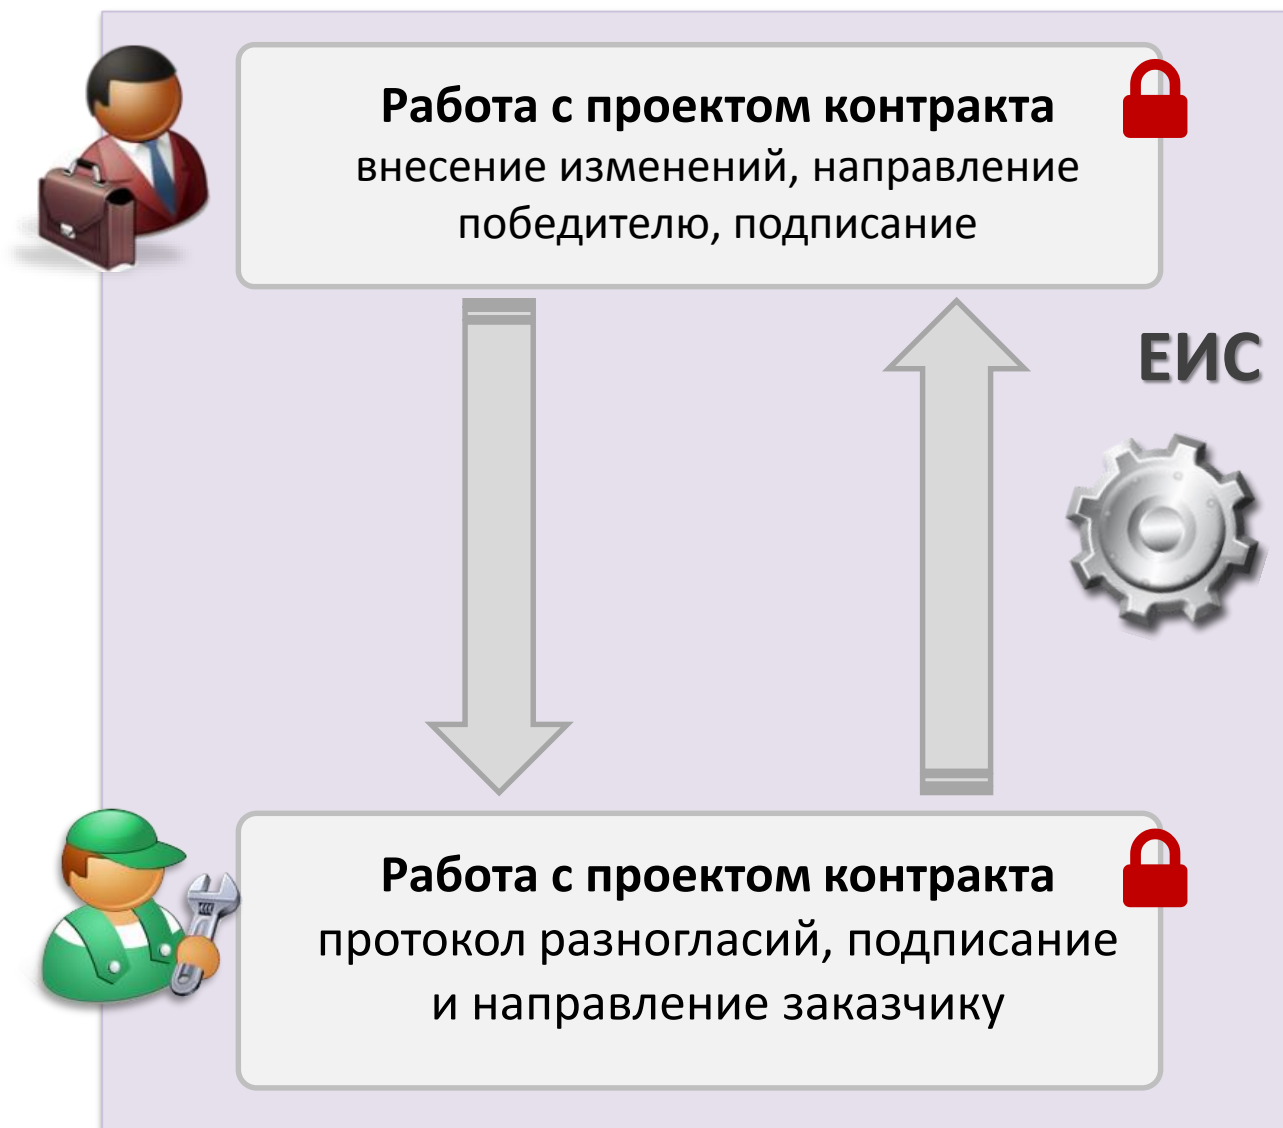 Работа с проектом контракта
внесение изменений, направление
победителю, подписание
ЕИС
Работа с проектом контракта
протокол разногласий, подписание
и направление заказчику